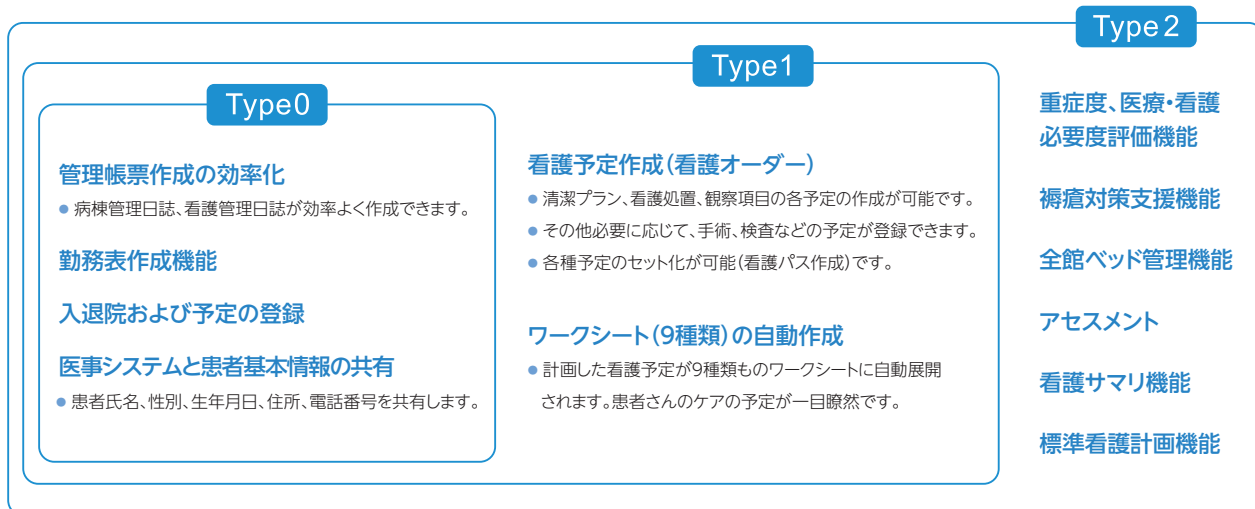 Type0
管理帳票作成の効率化
● 病棟管理日誌、看護管理日誌が効率よく作成できます。
勤務表作成機能
入退院および予定の登録
医事システムと患者基本情報の共有
● 患者氏名、性別、生年月日、住所、電話番号を共有します。
Type1
看護予定作成（看護オーダー）
● 清潔プラン、看護処置、観察項目の各予定の作成が可能です。
● その他必要に応じて、手術、検査などの予定が登録できます。
● 各種予定のセット化が可能（看護パス作成）です。
ワークシート（9種類）の自動作成
● 計画した看護予定が9種類ものワークシートに自動展開
されます。患者さんのケアの予定が一目瞭然です。
Type2
重症度、医療・看護
必要度評価機能
褥瘡対策支援機能
全館ベッド管理機能
アセスメント
看護サマリ機能
標準看護計画機能